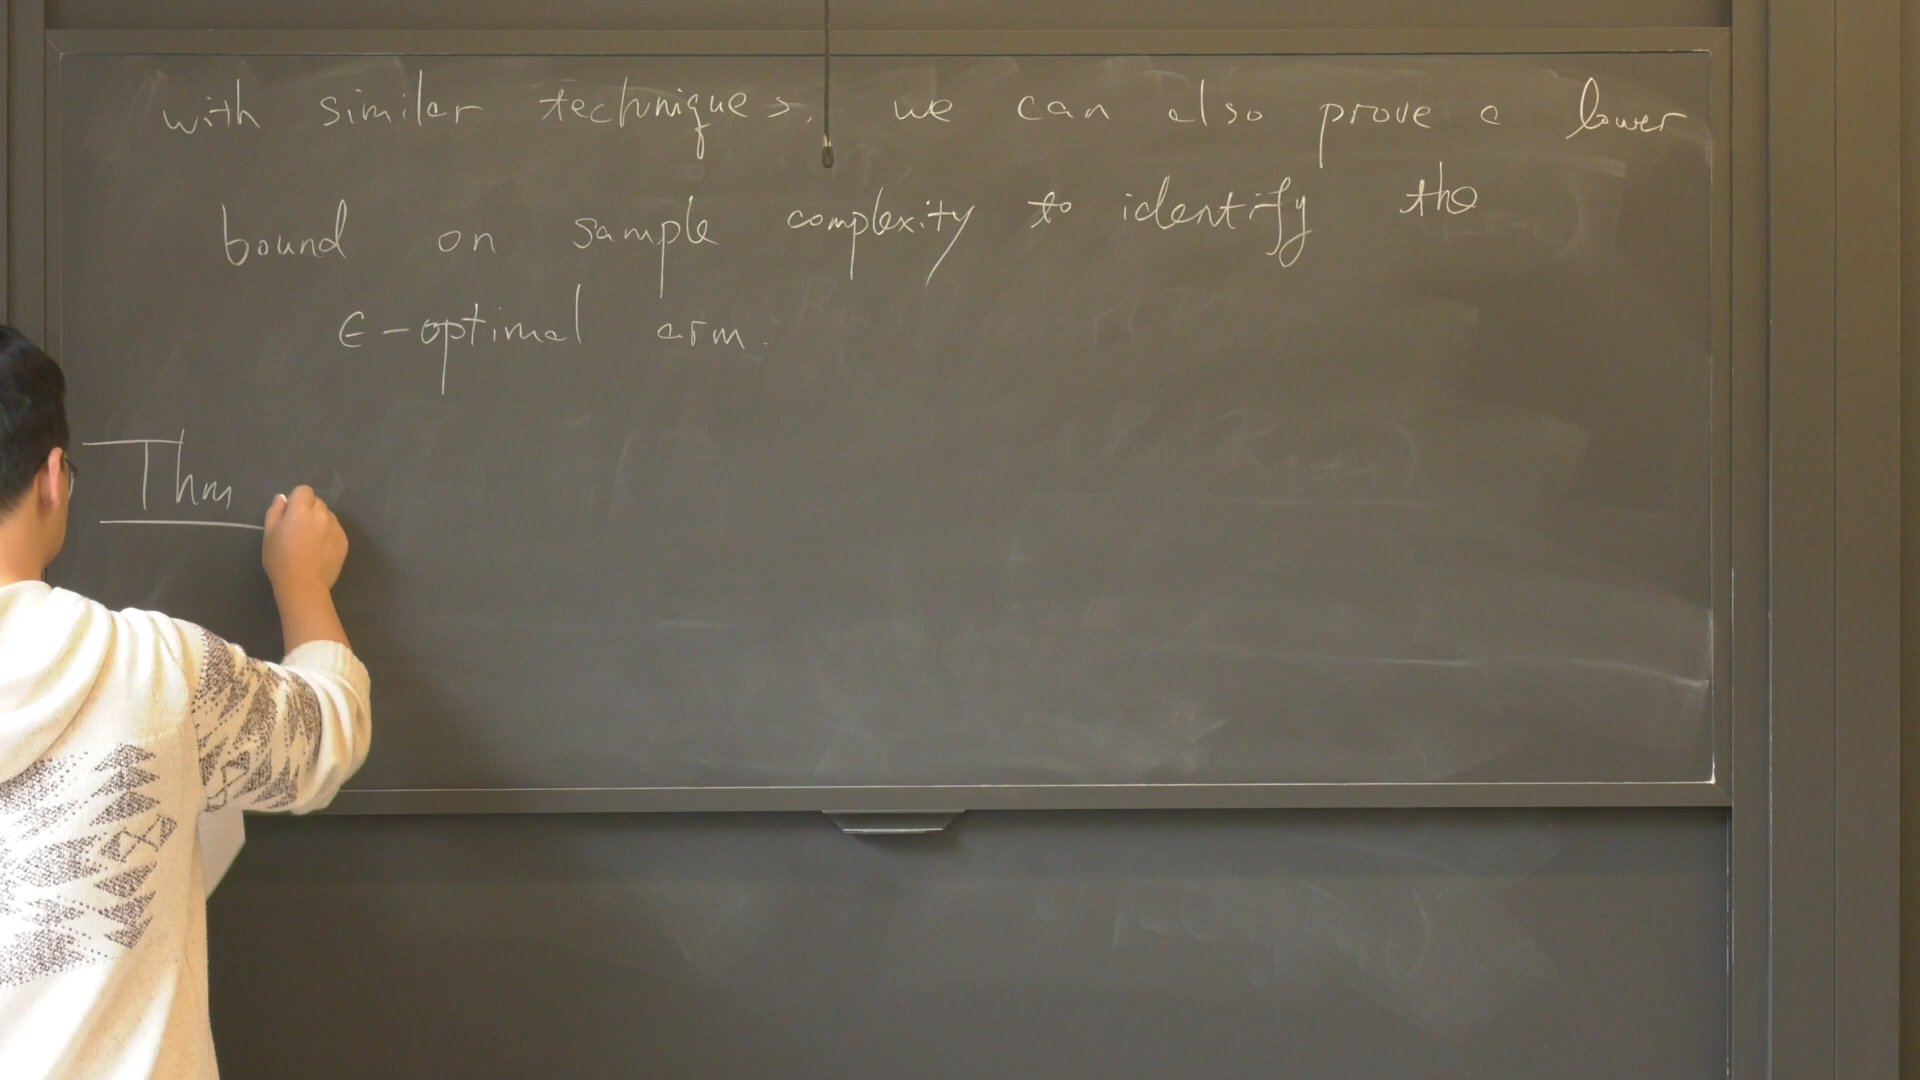 with similar techniques, we can also prove a lower
bound on sample complexity to identify the
ϵ-optimal arm.
Thm